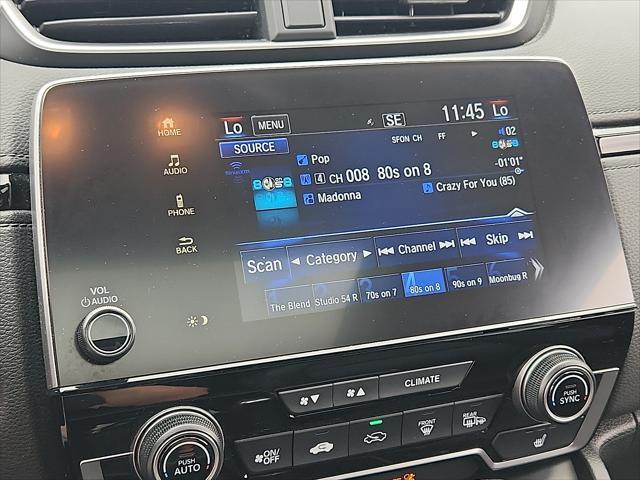 Lo MENU SE 11:45 Lo
SFON CH FF 02
HOME SOURCE Pop -01'01"
siriusxm 4 CH 008 80s on 8
AUDIO Madonna Crazy For You (85)
PHONE
BACK Scan Category Channel Skip
VOL
AUDIO
The Blend Studio 54 R 70s on 7 80s on 8 90s on 9 Moonbug R
CLIMATE
PUSH SYNC
ON/OFF FRONT REAR
PUSH AUTO